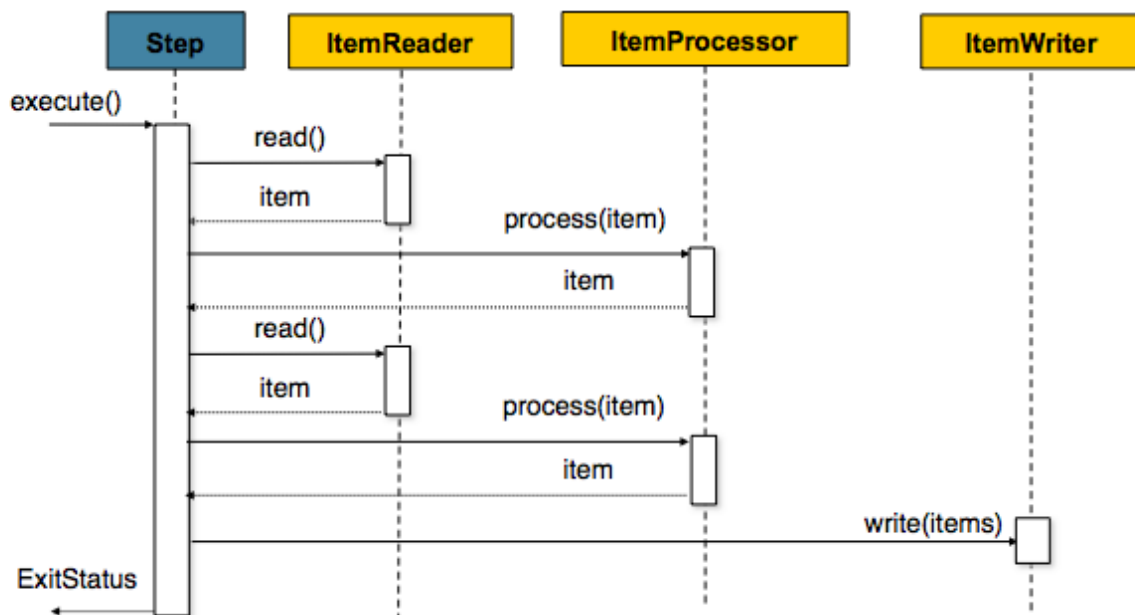 Step
ItemReader
ItemProcessor
ItemWriter
execute()
read()
item
process(item)
item
read()
item
process(item)
item
write(items)
ExitStatus